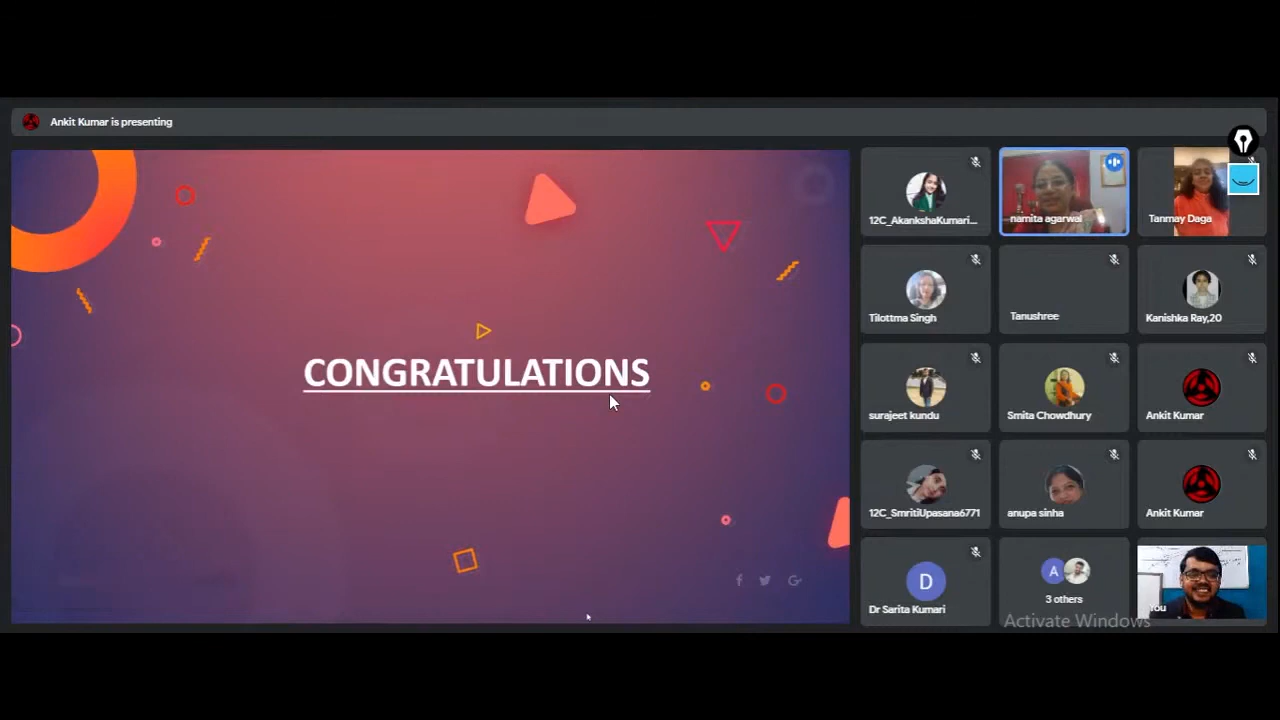 Ankit Kumar is presenting
CONGRATULATIONS
12C_AkankshaKumari...
namita agarwal
Tanmay Daga
Tilottma Singh
Tanushree
Kanishka Ray,20
surajeet kundu
Smita Chowdhury
Ankit Kumar
12C_SmritiUpasana6771
anupa sinha
Ankit Kumar
D
Dr Sarita Kumari
A
3 others
You
Activate Windows